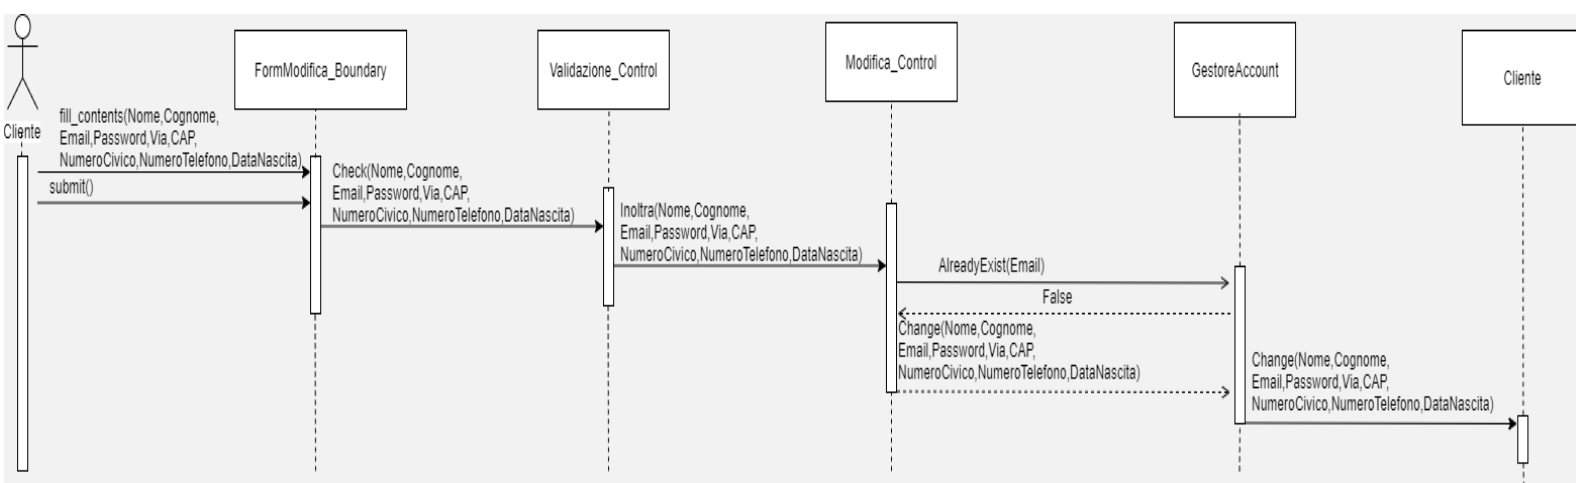 FormModifica_Boundary
Validazione_Control
Modifica_Control
GestoreAccount
Cliente
Cliente
fill_contents(Nome,Cognome,
Email,Password,Via,CAP,
NumeroCivico,NumeroTelefono,DataNascita)
submit()
Check(Nome,Cognome,
Email,Password,Via,CAP,
NumeroCivico,NumeroTelefono,DataNascita)
Inoltra(Nome,Cognome,
Email,Password,Via,CAP,
NumeroCivico,NumeroTelefono,DataNascita)
AlreadyExist(Email)
False
Change(Nome,Cognome,
Email,Password,Via,CAP,
NumeroCivico,NumeroTelefono,DataNascita)
Change(Nome,Cognome,
Email,Password,Via,CAP,
NumeroCivico,NumeroTelefono,DataNascita)